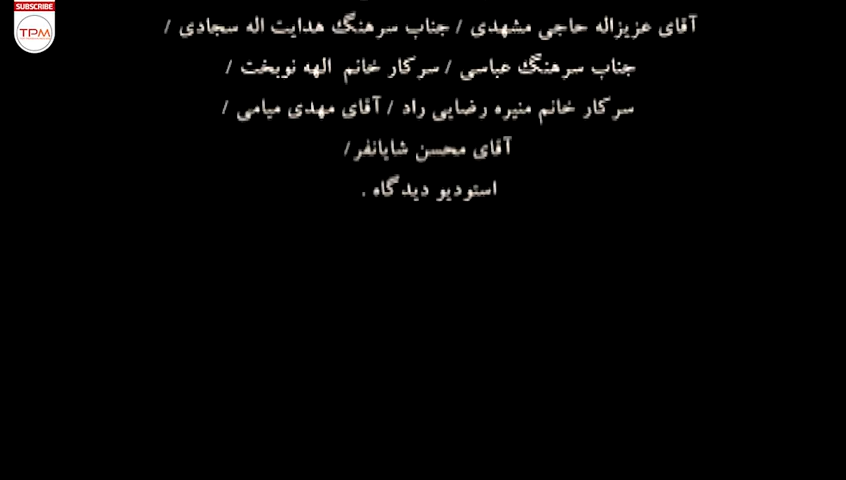 SUBSCRIBE
TPM
آقای عزیزاله حاجی مشهدی / جناب سرهنگ هدایت اله سجادی /
جناب سرهنگ عباسی / سرکار خانم الهه نوبخت /
سرکار خانم منیره رضایی راد / آقای مهدی میامی /
آقای محسن شایانفر /
استودیو دیدگاه .